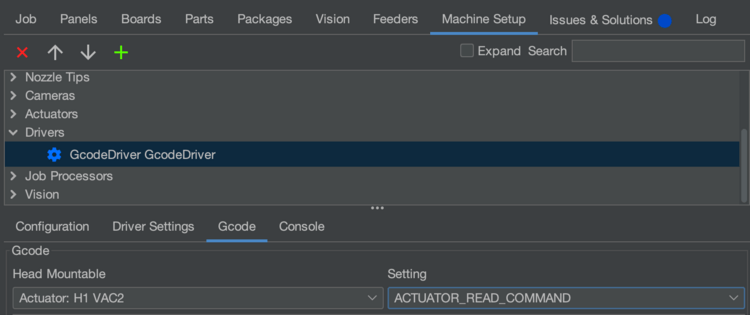 Job Panels Boards Parts Packages Vision Feeders Machine Setup Issues & Solutions Log
Expand Search
Nozzle Tips
Cameras
Actuators
Drivers
GcodeDriver GcodeDriver
Job Processors
Vision
Configuration Driver Settings Gcode Console
Gcode
Head Mountable Setting
Actuator: H1 VAC2 ACTUATOR_READ_COMMAND